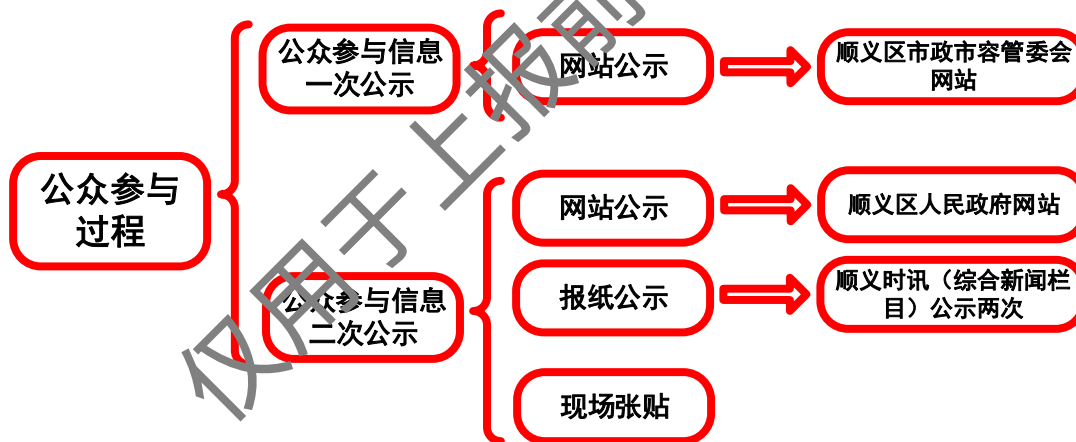 公众参与
过程
公众参与信息
一次公示
网站公示
顺义区市政市容管委会
网站
公众参与信息
二次公示
网站公示
顺义区人民政府网站
报纸公示
顺义时讯（综合新闻栏
目）公示两次
现场张贴
仅用于上报前